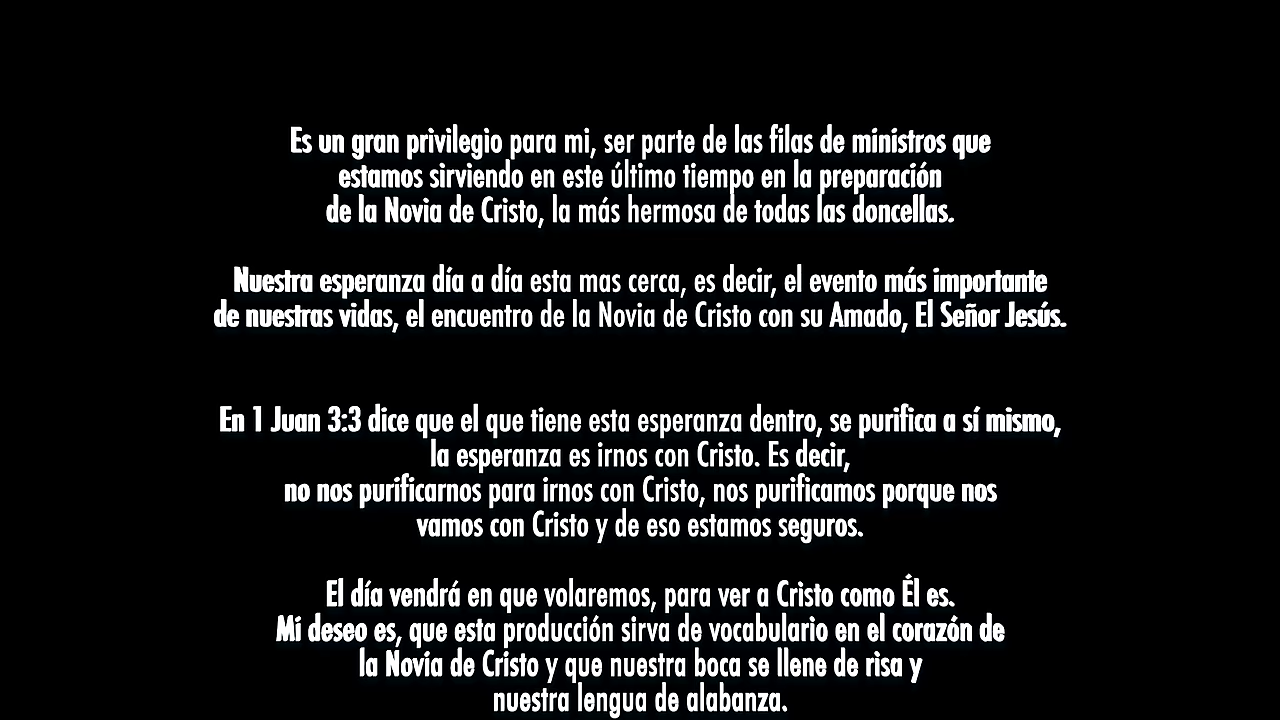 Es un gran privilegio para mi, ser parte de las filas de ministros que
estamos sirviendo en este último tiempo en la preparación
de la Novia de Cristo, la más hermosa de todas las doncellas.
Nuestra esperanza día a día esta mas cerca, es decir, el evento más importante
de nuestras vidas, el encuentro de la Novia de Cristo con su Amado, El Señor Jesús.
En 1 Juan 3:3 dice que el que tiene esta esperanza dentro, se purifica a sí mismo,
la esperanza es irnos con Cristo. Es decir,
no nos purificarnos para irnos con Cristo, nos purificamos porque nos
vamos con Cristo y de eso estamos seguros.
El día vendrá en que volaremos, para ver a Cristo como Él es.
Mi deseo es, que esta producción sirva de vocabulario en el corazón de
la Novia de Cristo y que nuestra boca se llene de risa y
nuestra lengua de alabanza.